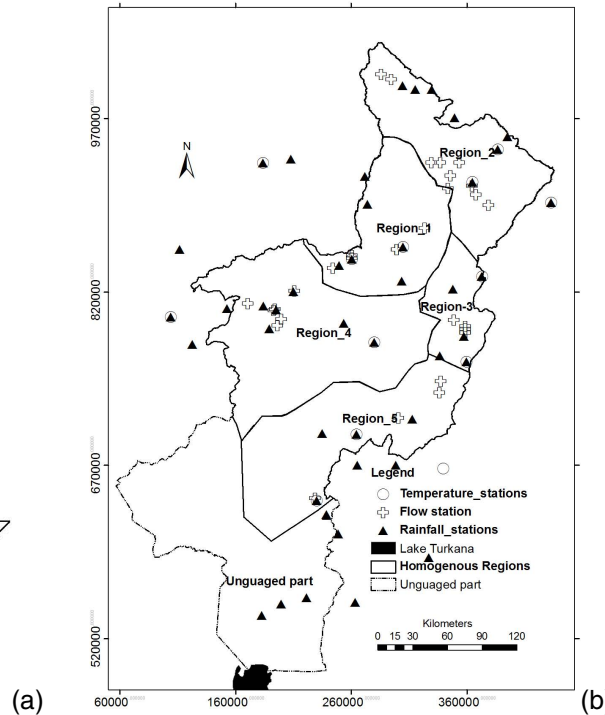 N
970000
820000
670000
520000
Region_2
Region_1
Region-3
Region_4
Region_5
Unguaged part
Legend
Temperature_stations
Flow station
Rainfall_stations
Lake Turkana
Homogenous Regions
Unguaged part
Kilometers
0 15 30 60 90 120
60000 160000 260000 360000
(a)
(b